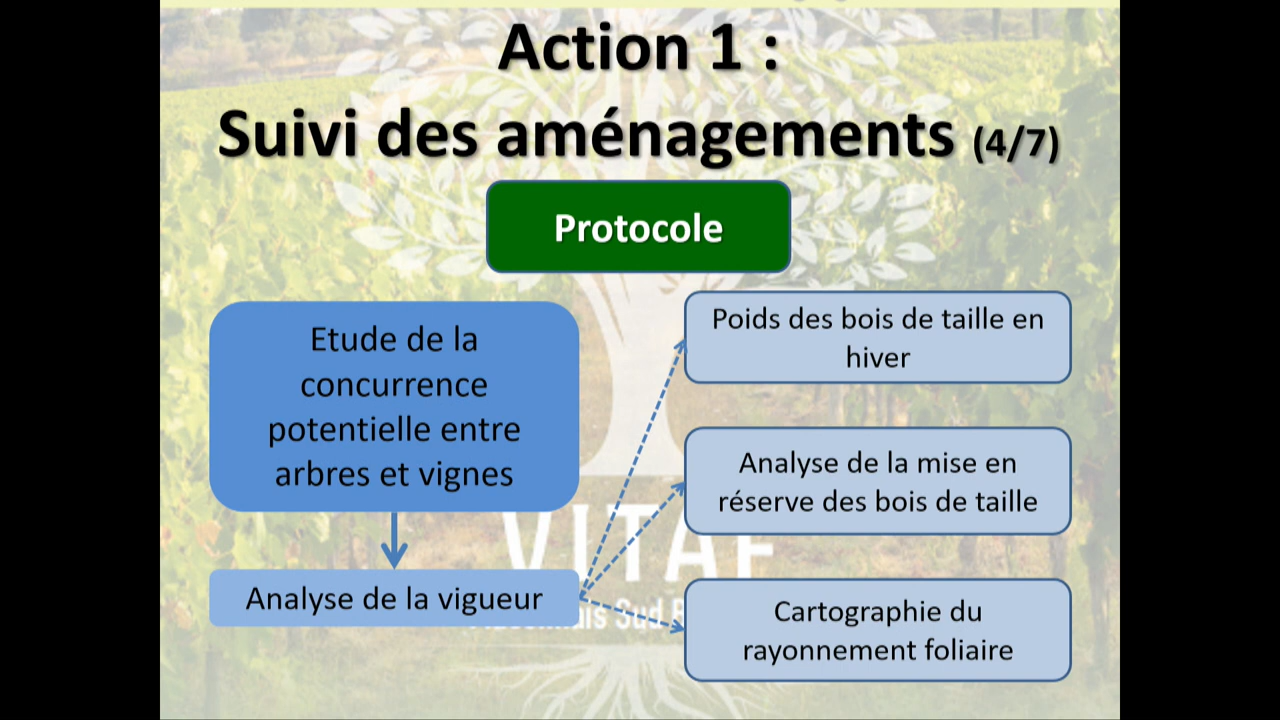 Action 1 :
Suivi des aménagements (4/7)
Protocole
Etude de la
concurrence
potentielle entre
arbres et vignes
Analyse de la vigueur
Poids des bois de taille en
hiver
Analyse de la mise en
réserve des bois de taille
Cartographie du
rayonnement foliaire
VITAF
Sud